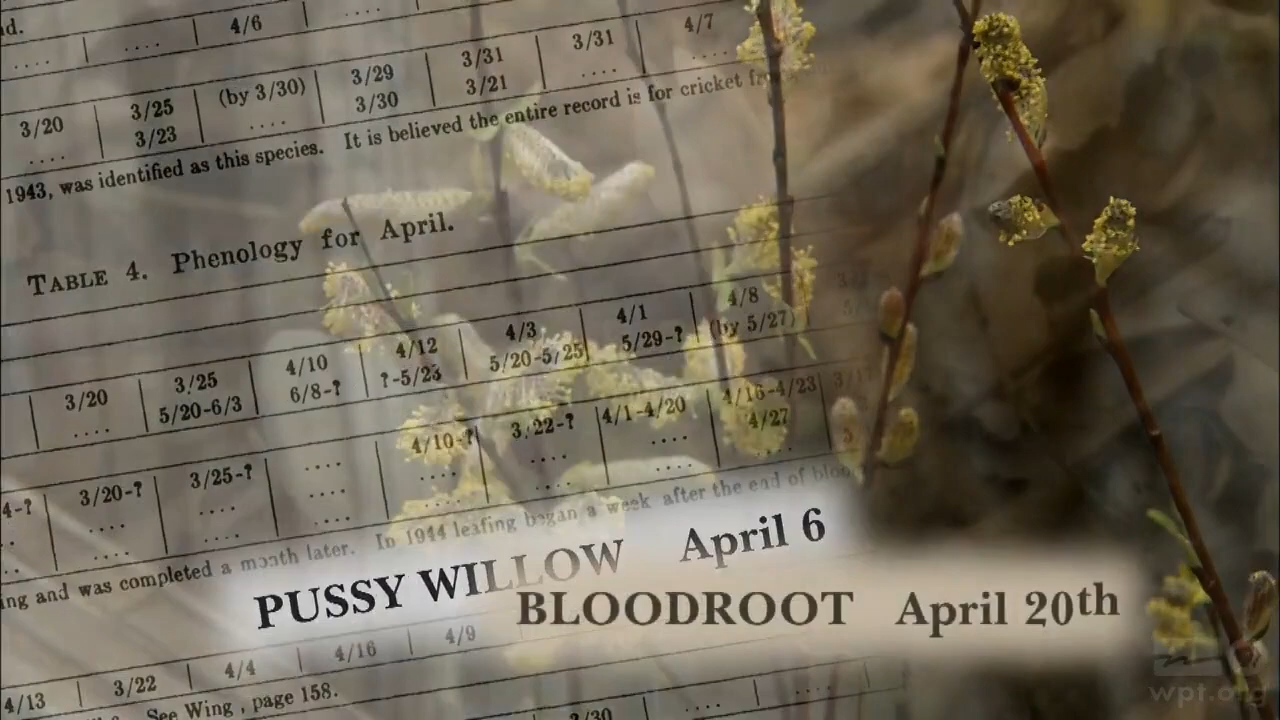 d.
.... | .... | 4/6 ....
3/20 | 3/25 | (by 3/30) | 3/29 | 3/31 | 3/31 | 4/7
.... | 3/23 | .... | 3/30 | 3/21 | .... | ....
1943, was identified as this species. It is believed the entire record is for cricket
TABLE 4. Phenology for April.
3/20 | 3/25 | 4/10 | 4/12 | 4/3 | 4/1 | 4/8
.... | 5/20-6/3 | 6/8-? | ?-5/23 | 5/20-5/25 | 5/29-? | (by 5/27)
4-? | 3/20-? | 3/25-? | .... | 4/10-? | 3/22-? | 4/1-4/20 | 4/16-4/23
.. | .... | .... | .... | .... | .... | .... | 4/27
.... | .... | .... | .... | ....
ing and was completed a month later. In 1944 leafing began a week after the end of
PUSSY WILLOW April 6
BLOODROOT April 20th
4/13 | 3/22 | 4/4 | 4/16 | 4/9
See Wing, page 158.
3/30 | .... | ....
wpt.org